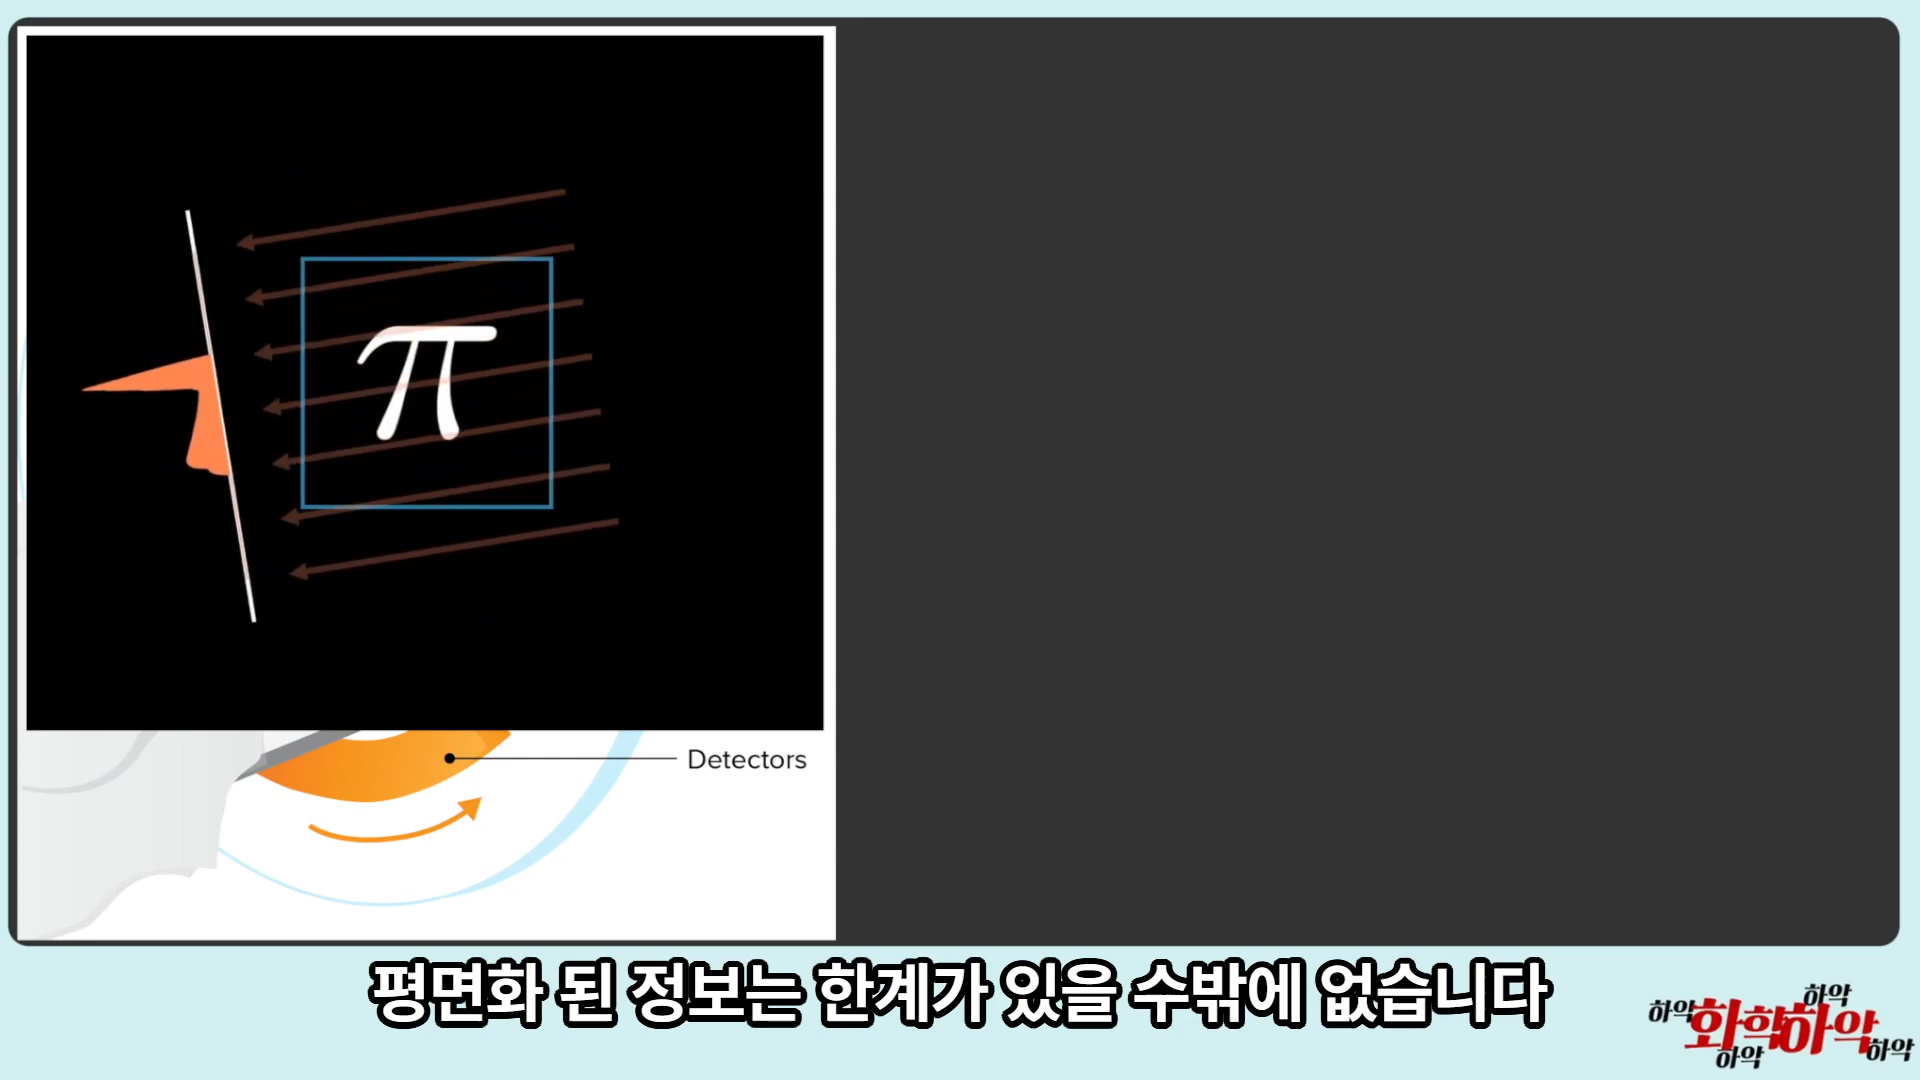 π
Detectors
평면화 된 정보는 한계가 있을 수밖에 없습니다
하악
하악
화학하악
하악
하악